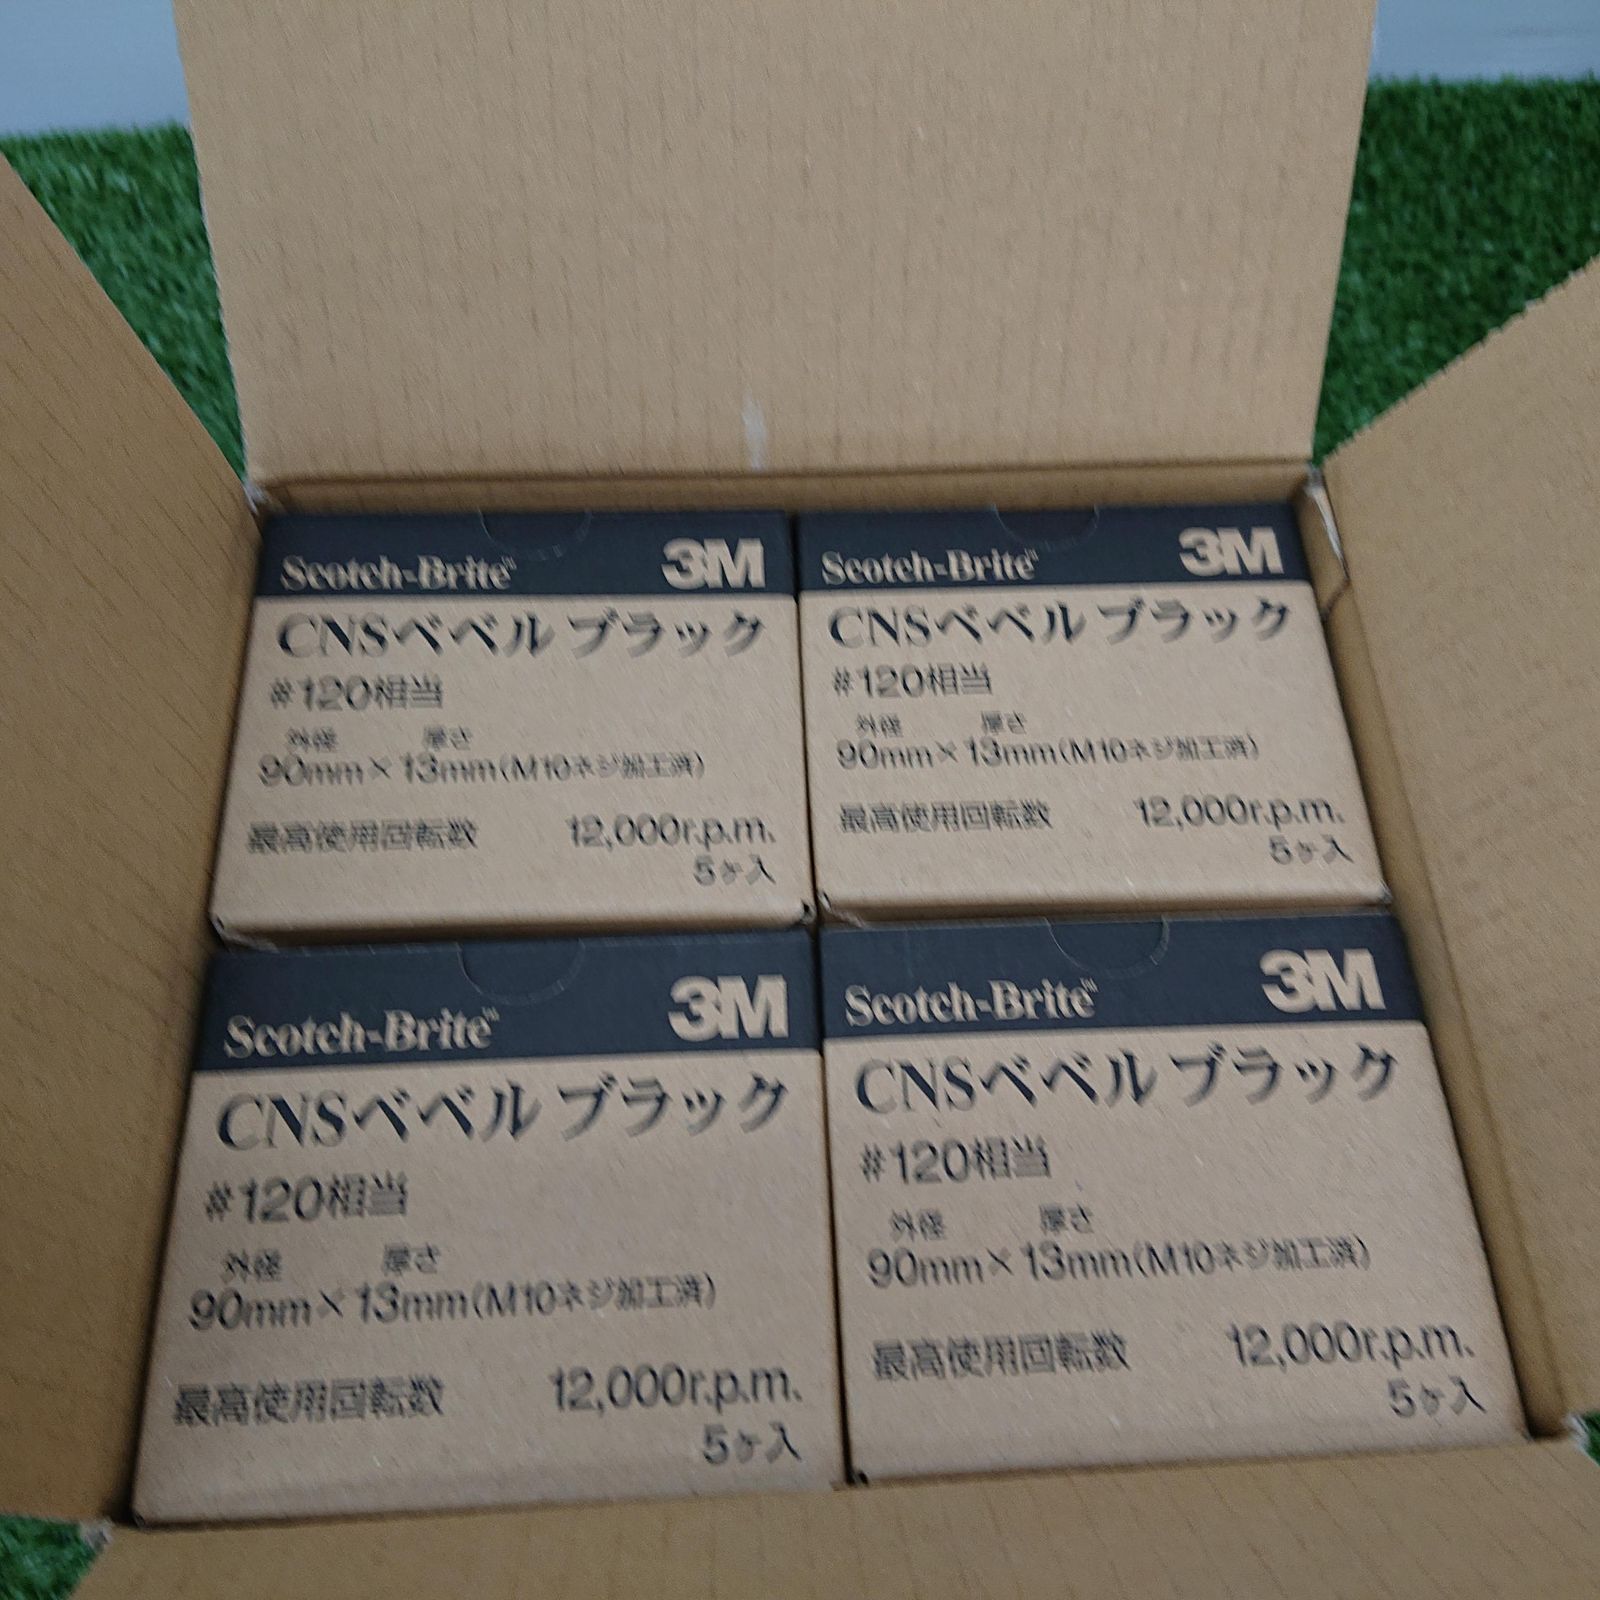 Scotch-Brite™ 3M
CNSベベル ブラック
#120相当
外径 厚さ
90mm×13mm(M10ネジ加工済)
最高使用回転数 12,000r.p.m.
5ヶ入
Scotch-Brite™ 3M
CNSベベル ブラック
#120相当
外径 厚さ
90mm×13mm(M10ネジ加工済)
最高使用回転数 12,000r.p.m.
5ヶ入
Scotch-Brite™ 3M
CNSベベル ブラック
#120相当
外径 厚さ
90mm×13mm(M10ネジ加工済)
最高使用回転数 12,000r.p.m.
5ヶ入
Scotch-Brite™ 3M
CNSベベル ブラック
#120相当
外径 厚さ
90mm×13mm(M10ネジ加工済)
最高使用回転数 12,000r.p.m.
5ヶ入